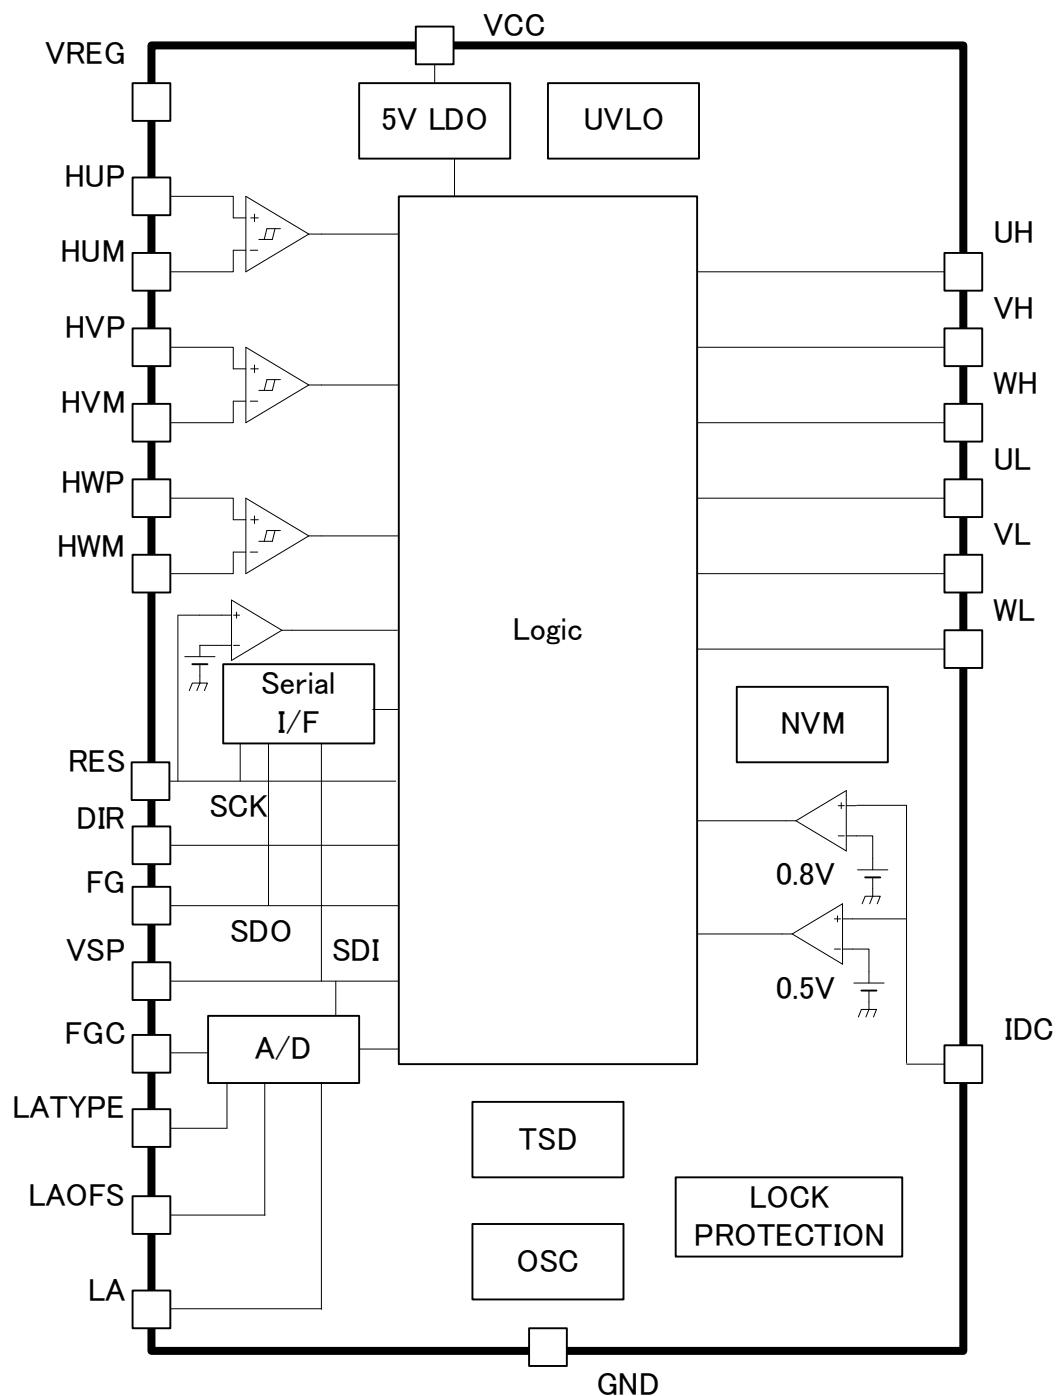 VCC
VREG
5V LDO
UVLO
HUP
HUM
HVP
HVM
HWP
HWM
+
−
+
−
+
−
+
−
UH
VH
WH
UL
VL
WL
Logic
Serial
I/F
NVM
RES
SCK
DIR
FG
SDO
SDI
VSP
+
−
0.8V
+
−
0.5V
FGC
A/D
IDC
LATYPE
LAOFS
LA
TSD
LOCK
PROTECTION
OSC
GND